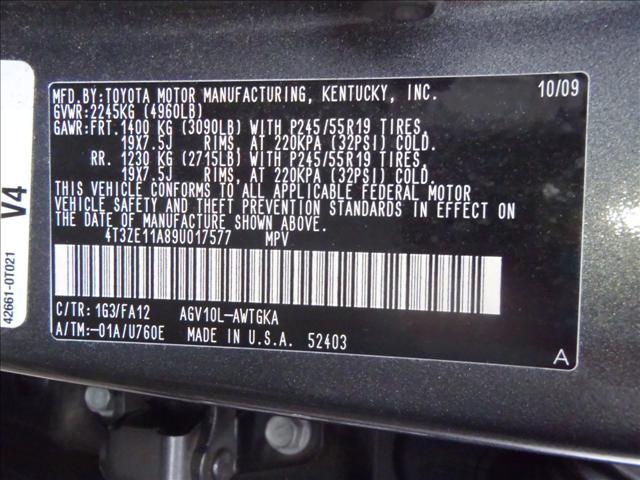 MFD.BY:TOYOTA MOTOR MANUFACTURING, KENTUCKY, INC. 10/09
GVWR:2245KG (4960LB)
GAWR:FRT.1400 KG (3090LB) WITH P245/55R19 TIRES,
19X7.5J RIMS, AT 220KPA (32PSI) COLD.
RR. 1230 KG (2715LB) WITH P245/55R19 TIRES,
19X7.5J RIMS, AT 220KPA (32PSI) COLD.
THIS VEHICLE CONFORMS TO ALL APPLICABLE FEDERAL MOTOR
VEHICLE SAFETY AND THEFT PREVENTION STANDARDS IN EFFECT ON
THE DATE OF MANUFACTURE SHOWN ABOVE.
4T3ZE11A89U017577 MPV
C/TR: 1G3/FA12 AGV10L-AWTGKA
A/TM:-01A/U760E MADE IN U.S.A. 52403
A
V4
42661-0T021